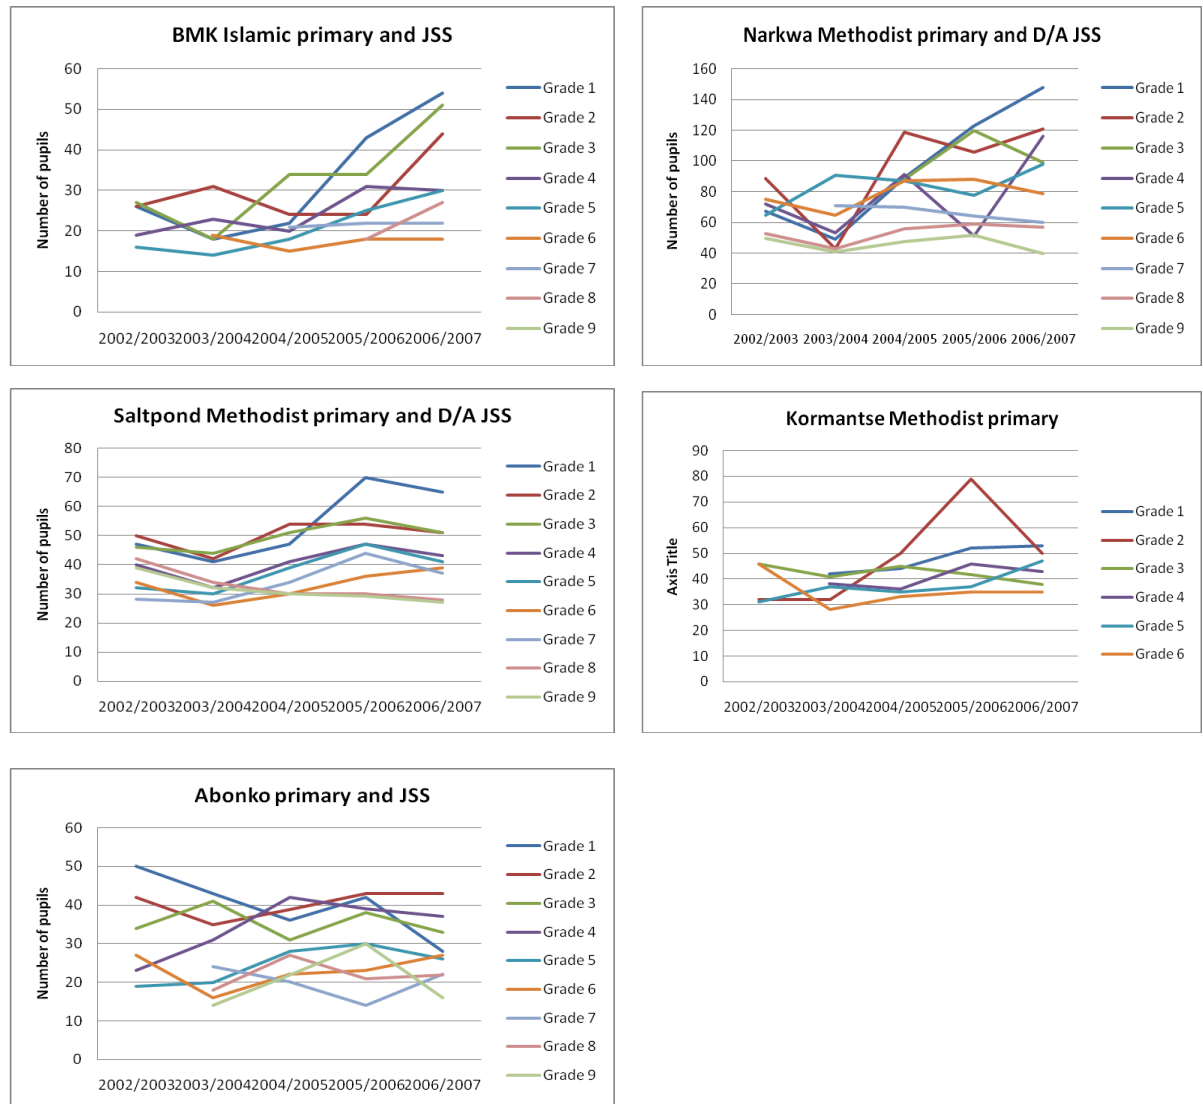 BMK Islamic primary and JSS
Number of pupils
60
50
40
30
20
10
0
2002/2003 2003/2004 2004/2005 2005/2006 2006/2007
Grade 1
Grade 2
Grade 3
Grade 4
Grade 5
Grade 6
Grade 7
Grade 8
Grade 9
Narkwa Methodist primary and D/A JSS
Number of pupils
160
140
120
100
80
60
40
20
0
2002/2003 2003/2004 2004/2005 2005/2006 2006/2007
Grade 1
Grade 2
Grade 3
Grade 4
Grade 5
Grade 6
Grade 7
Grade 8
Grade 9
Saltpond Methodist primary and D/A JSS
Number of pupils
80
70
60
50
40
30
20
10
0
2002/2003 2003/2004 2004/2005 2005/2006 2006/2007
Grade 1
Grade 2
Grade 3
Grade 4
Grade 5
Grade 6
Grade 7
Grade 8
Grade 9
Kormantse Methodist primary
Axis Title
90
80
70
60
50
40
30
20
10
0
2002/2003 2003/2004 2004/2005 2005/2006 2006/2007
Grade 1
Grade 2
Grade 3
Grade 4
Grade 5
Grade 6
Abonko primary and JSS
Number of pupils
60
50
40
30
20
10
0
2002/2003 2003/2004 2004/2005 2005/2006 2006/2007
Grade 1
Grade 2
Grade 3
Grade 4
Grade 5
Grade 6
Grade 7
Grade 8
Grade 9